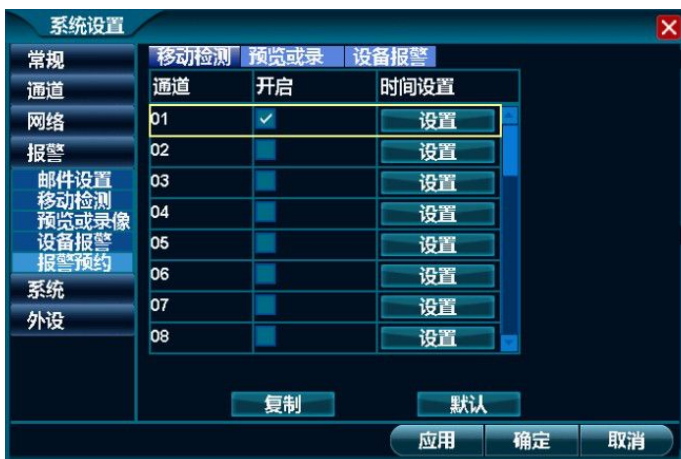 系统设置
常规
通道
网络
报警
邮件设置
移动检测
预览或录像
设备报警
报警预约
系统
外设
移动检测 预览或录 设备报警
通道 开启 时间设置
01 设置
02 设置
03 设置
04 设置
05 设置
06 设置
07 设置
08 设置
复制 默认
应用 确定 取消